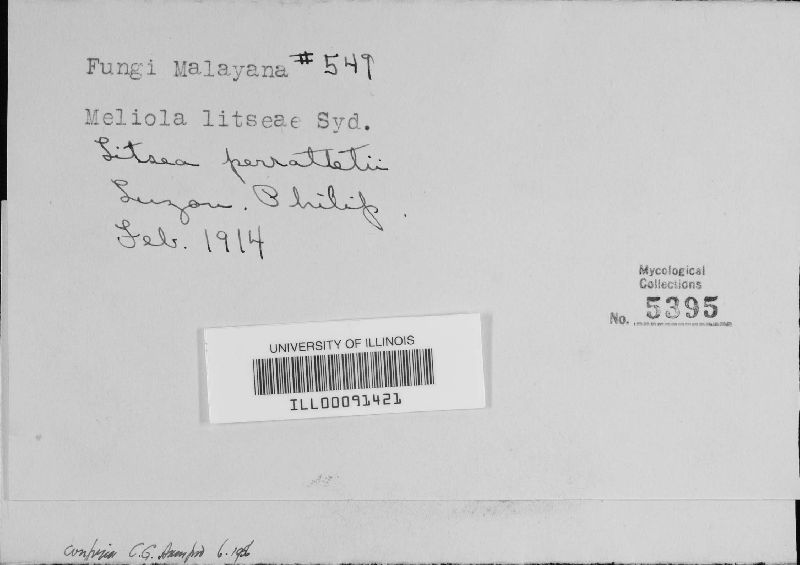 Fungi Malayana # 549
Meliola litseae Syd.
Litsea perrottetii
Luzon. Philip.
Feb. 1914
Mycological
Collections
No. 5395
UNIVERSITY OF ILLINOIS
ILL00091421
C.G.